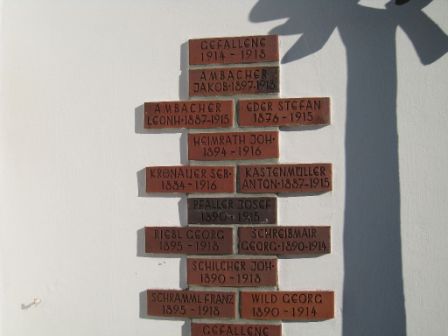 GEFALLENE
1914 - 1918
AMBACHER
JAKOB·1897·1918
AMBACHER
LEONH·1887·1915
EDER STEFAN
1876 - 1915
HEIMRATH JOH·
1894 - 1916
KRONAUER SEB·
1884 - 1916
KASTENMÜLLER
ANTON·1887·1915
PFALLER JOSEF
1890 - 1915
RIEBL GEORG
1895 - 1918
SCHREIBMAIR
GEORG·1890·1914
SCHILCHER JOH·
1890 - 1918
SCHRAMML FRANZ
1895 - 1918
WILD GEORG
1890 - 1914
GEFALLENE